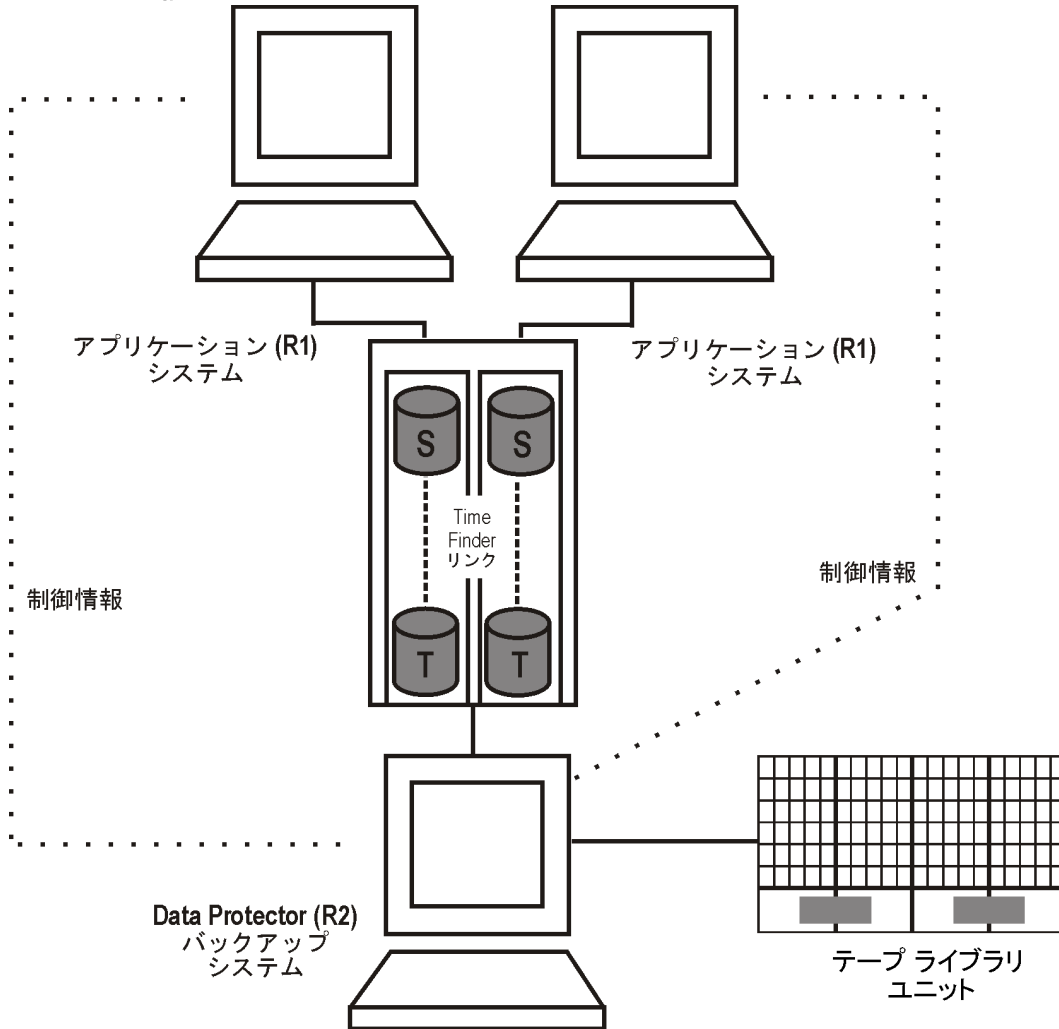 アプリケーション (R1)
システム
アプリケーション (R1)
システム
S
S
Time
Finder
リンク
制御情報
制御情報
T
T
Data Protector (R2)
バックアップ
システム
テープ ライブラリ
ユニット